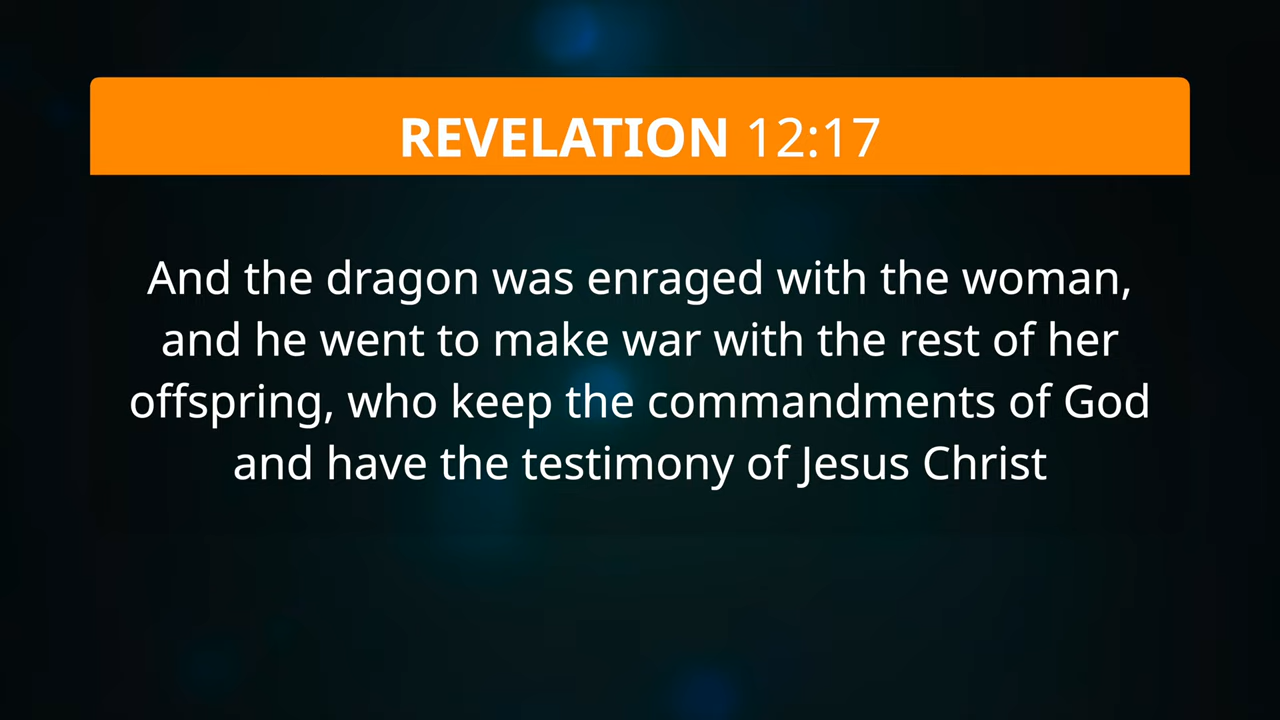 REVELATION 12:17
And the dragon was enraged with the woman,
and he went to make war with the rest of her
offspring, who keep the commandments of God
and have the testimony of Jesus Christ